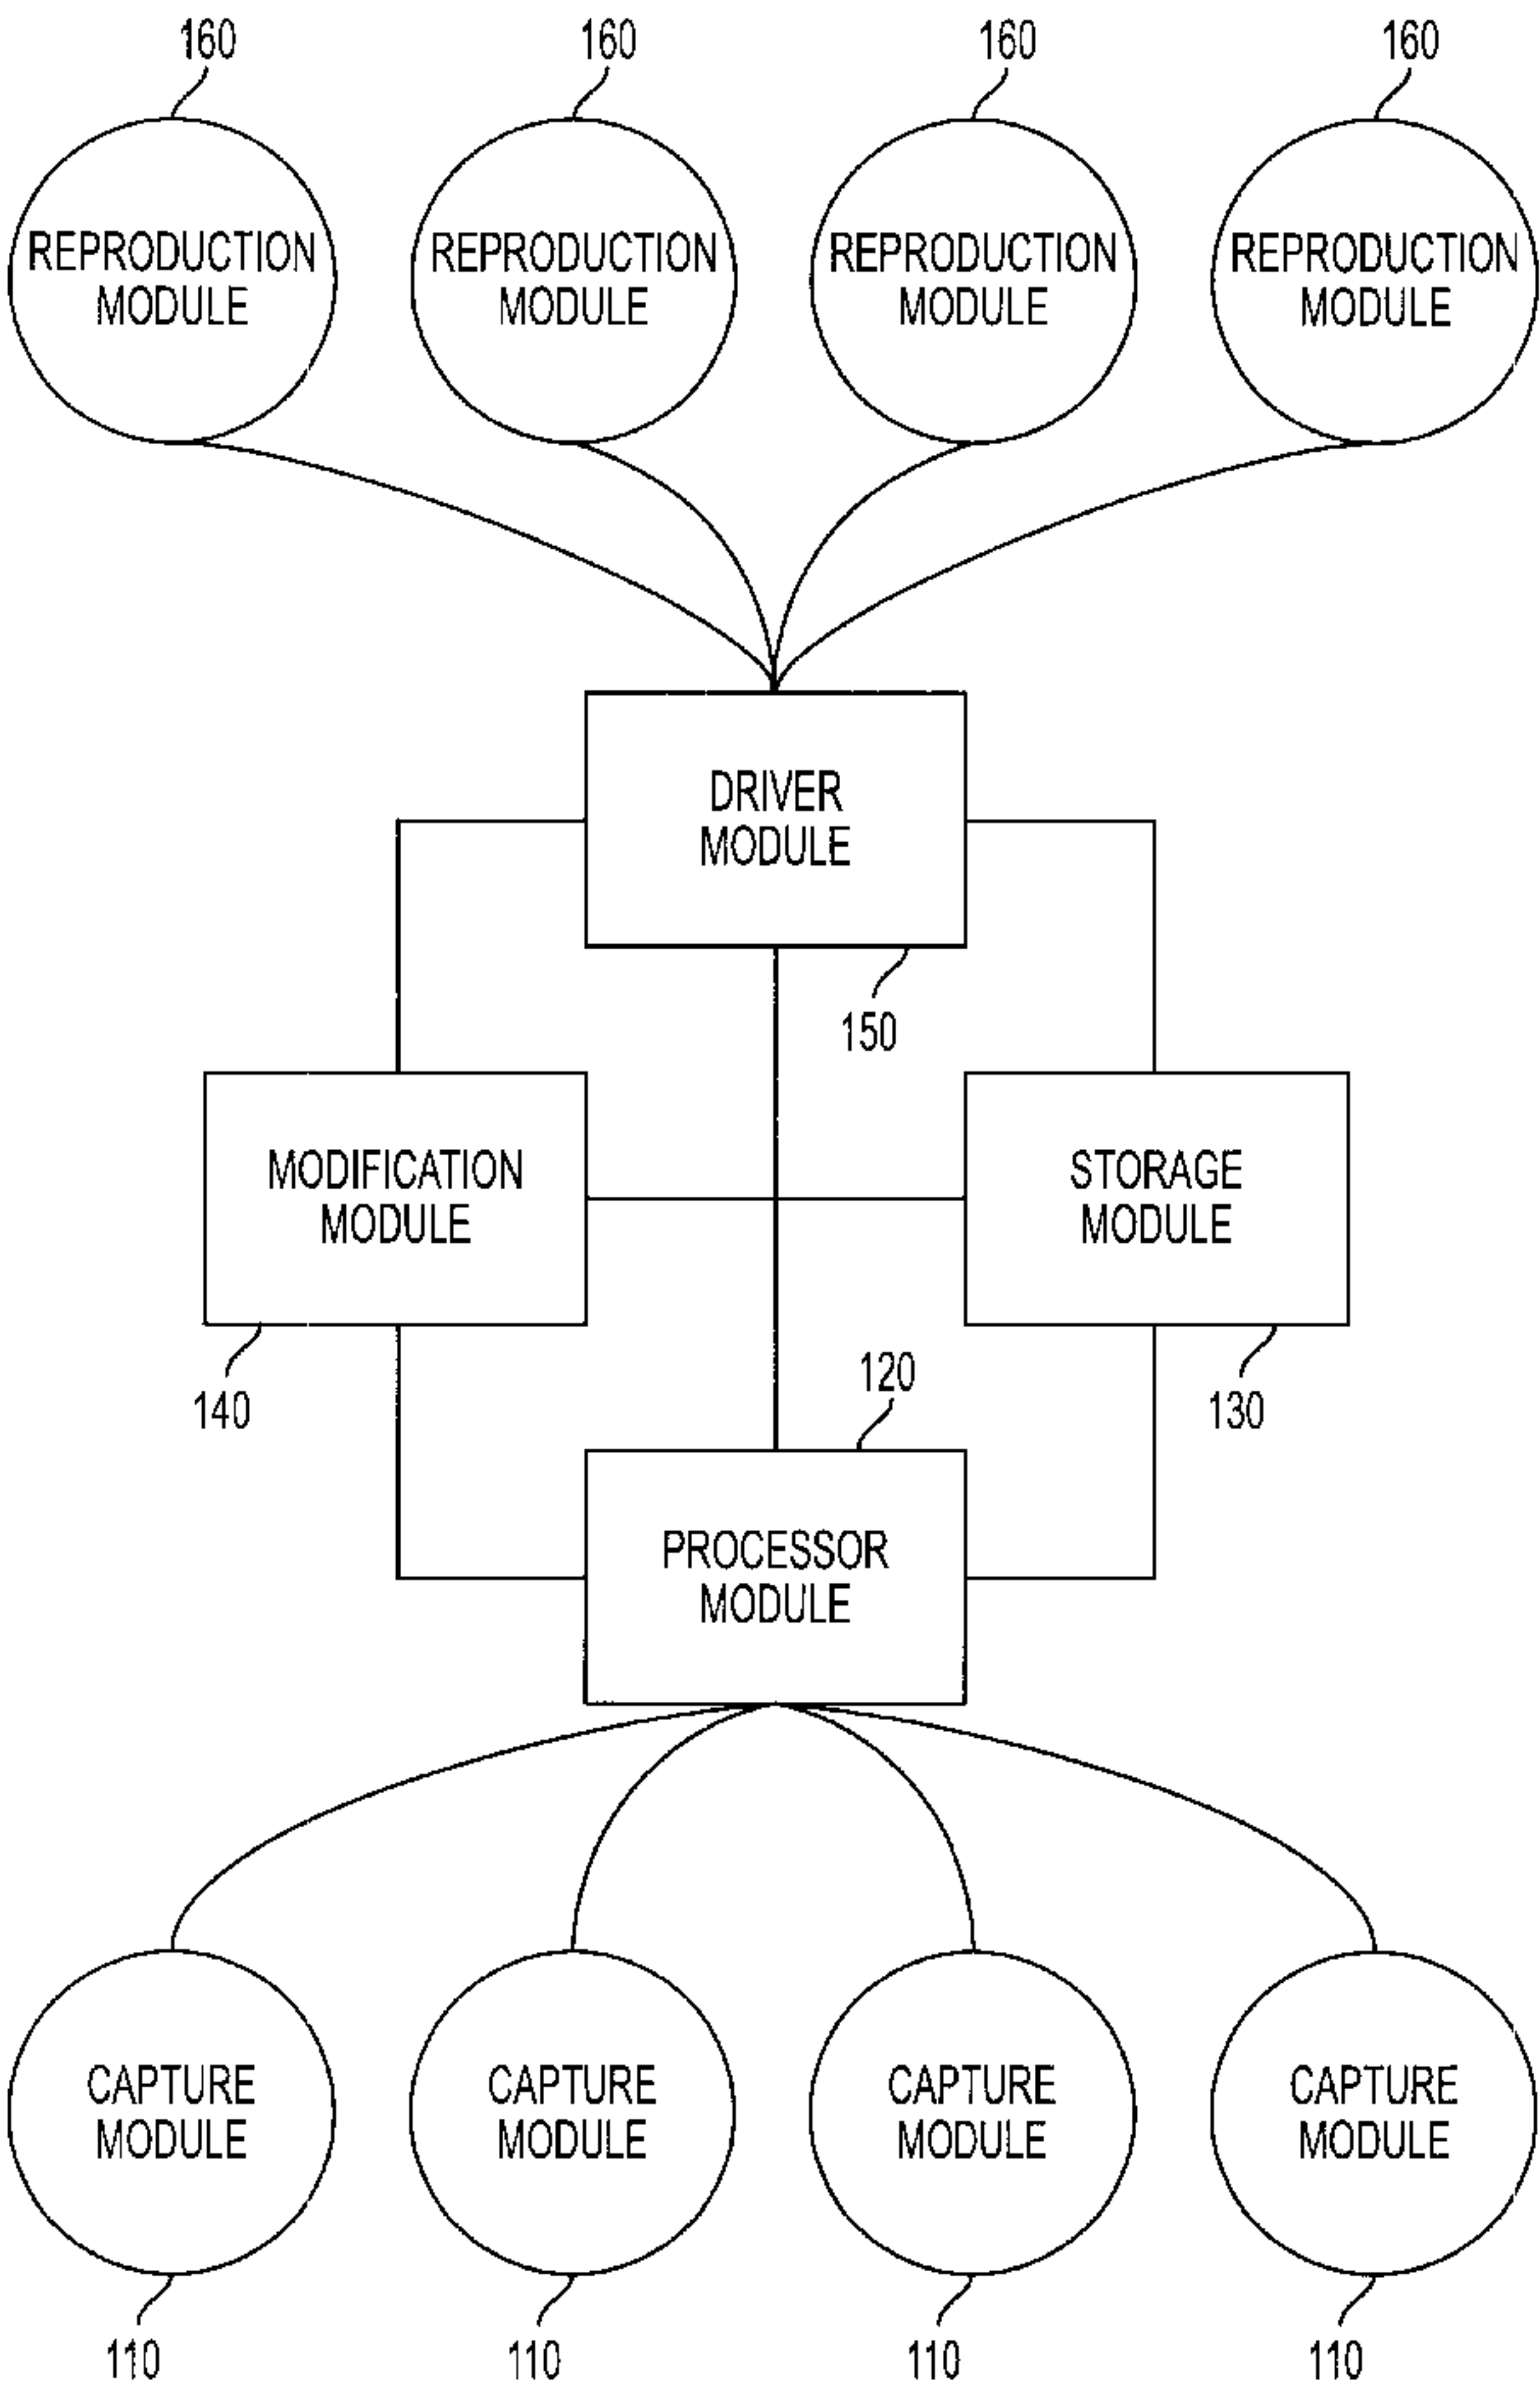 160 160 160 160
REPRODUCTION MODULE
REPRODUCTION MODULE
REPRODUCTION MODULE
REPRODUCTION MODULE
DRIVER
MODULE
150
MODIFICATION
MODULE
140
STORAGE
MODULE
130
120
PROCESSOR
MODULE
CAPTURE
MODULE
CAPTURE
MODULE
CAPTURE
MODULE
CAPTURE
MODULE
110 110 110 110